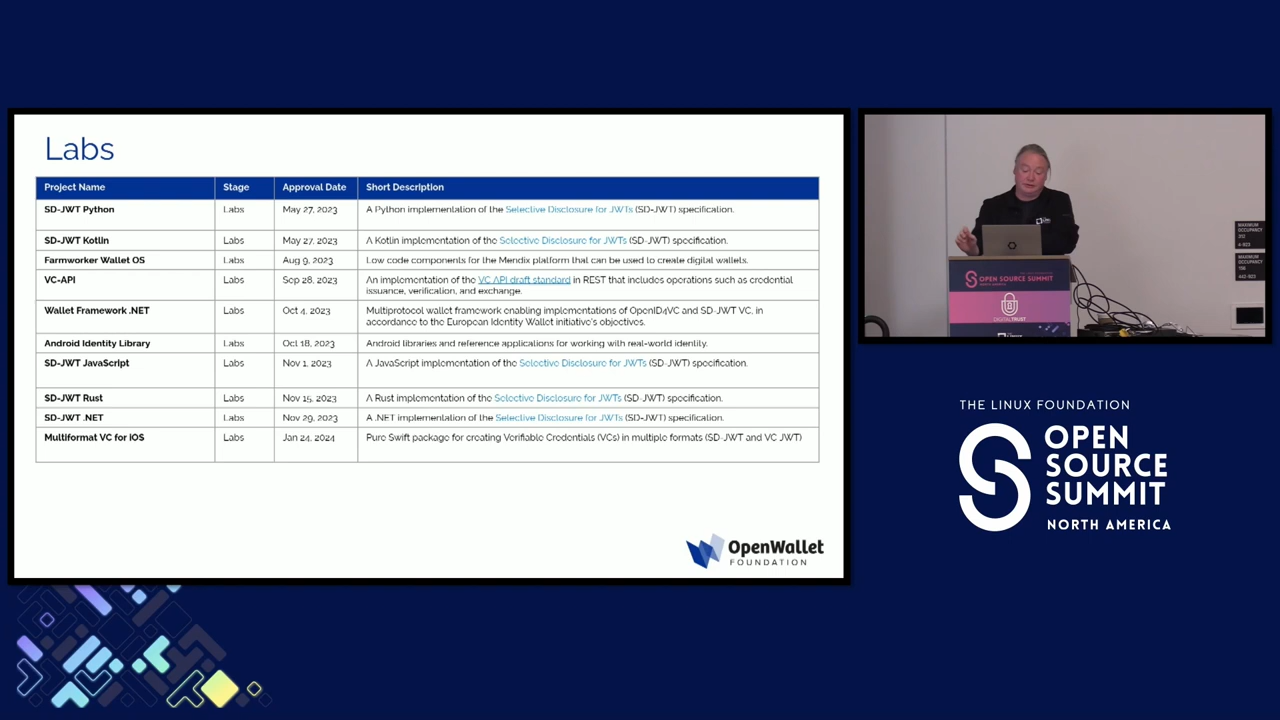 Labs
Project Name Stage Approval Date Short Description
SD-JWT Python Labs May 27, 2023 A Python implementation of the Selective Disclosure for JWTs (SD-JWT) specification.
SD-JWT Kotlin Labs May 27, 2023 A Kotlin implementation of the Selective Disclosure for JWTs (SD-JWT) specification.
Farmworker Wallet OS Labs Aug 9, 2023 Low code components for the Mendix platform that can be used to create digital wallets.
VC-API Labs Sep 28, 2023 An implementation of the VC API draft standard in REST that includes operations such as credential
issuance, verification, and exchange.
Wallet Framework .NET Labs Oct 4, 2023 Multiprotocol wallet framework enabling implementations of OpenID4VC and SD-JWT VC, in
accordance to the European Identity Wallet initiative's objectives.
Android Identity Library Labs Oct 18, 2023 Android libraries and reference applications for working with real-world identity.
SD-JWT JavaScript Labs Nov 1, 2023 A JavaScript implementation of the Selective Disclosure for JWTs (SD-JWT) specification.
SD-JWT Rust Labs Nov 15, 2023 A Rust implementation of the Selective Disclosure for JWTs (SD-JWT) specification.
SD-JWT .NET Labs Nov 29, 2023 A .NET implementation of the Selective Disclosure for JWTs (SD-JWT) specification.
Multiformat VC for iOS Labs Jan 24, 2024 Pure Swift package for creating Verifiable Credentials (VCs) in multiple formats (SD-JWT and VC JWT)
OpenWallet
FOUNDATION
OPEN SOURCE SUMMIT
DIGITAL TRUST
MAXIMUM
OCCUPANCY
MAXIMUM
OCCUPANCY
THE LINUX FOUNDATION
OPEN
SOURCE
SUMMIT
NORTH AMERICA